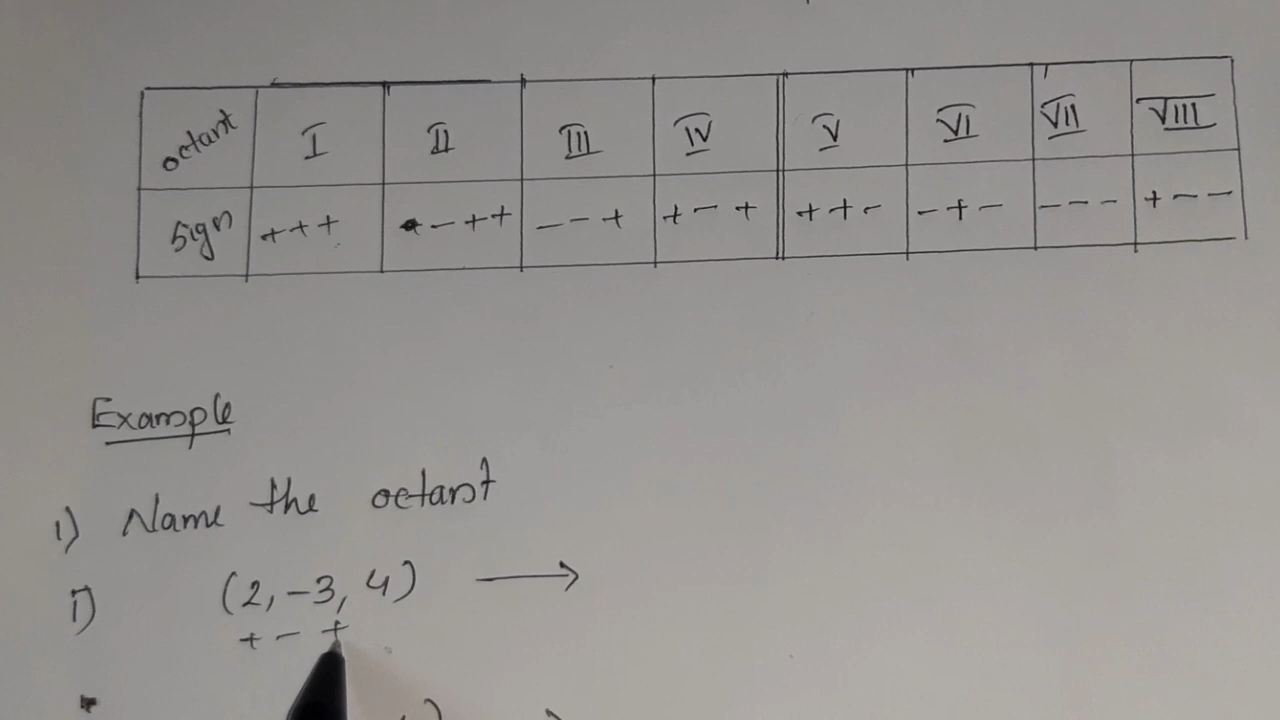 octant I II III IV V VI VII VIII
Sign +++ -++ --+ +-+ ++- -+- --- +--
Example
1) Name the octant
i) (2, -3, 4) →
+ - +
) →